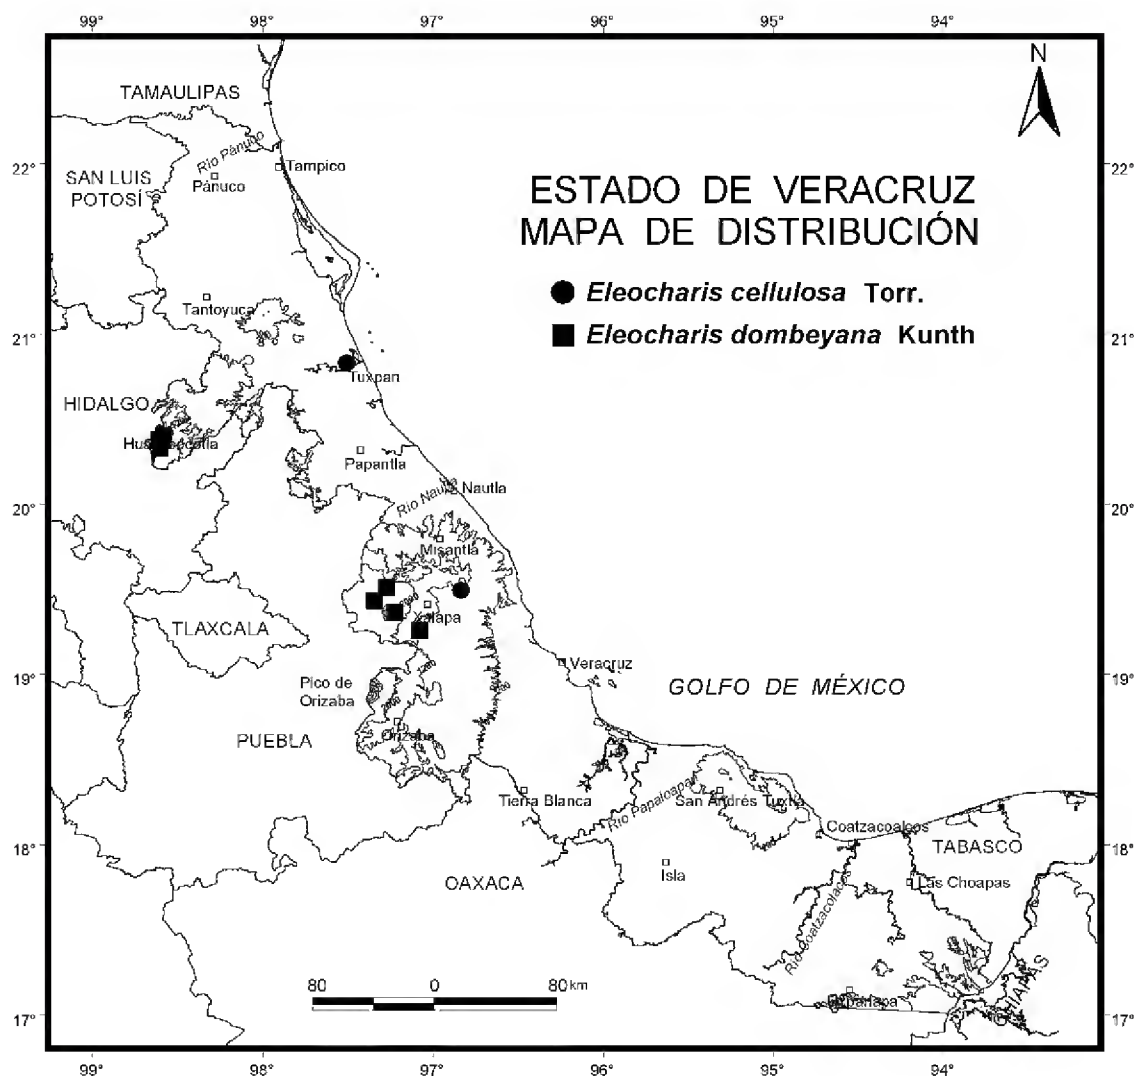 99° 98° 97° 96° 95° 94°
N
TAMAULIPAS
Río Pánuco
22° 22°
Tampico
SAN LUIS
POTOSÍ
Pánuco
ESTADO DE VERACRUZ
MAPA DE DISTRIBUCIÓN
Eleocharis cellulosa Torr.
Eleocharis dombeyana Kunth
Tantoyuca
21° 21°
Tuxpan
HIDALGO
Papantla
Nautla
Río Nautla
20° 20°
Misantla
Xalapa
TLAXCALA
Veracruz
19° 19°
Pico de
Orizaba
GOLFO DE MÉXICO
PUEBLA
Orizaba
Tierra Blanca
Río Papaloapan
San Andrés Tuxtla
Coatzacoalcos
18° 18°
TABASCO
Isla
OAXACA
Las Choapas
Río Coatzacoalcos
CHIAPAS
80 0 80 km
17° 17°
99° 98° 97° 96° 95° 94°